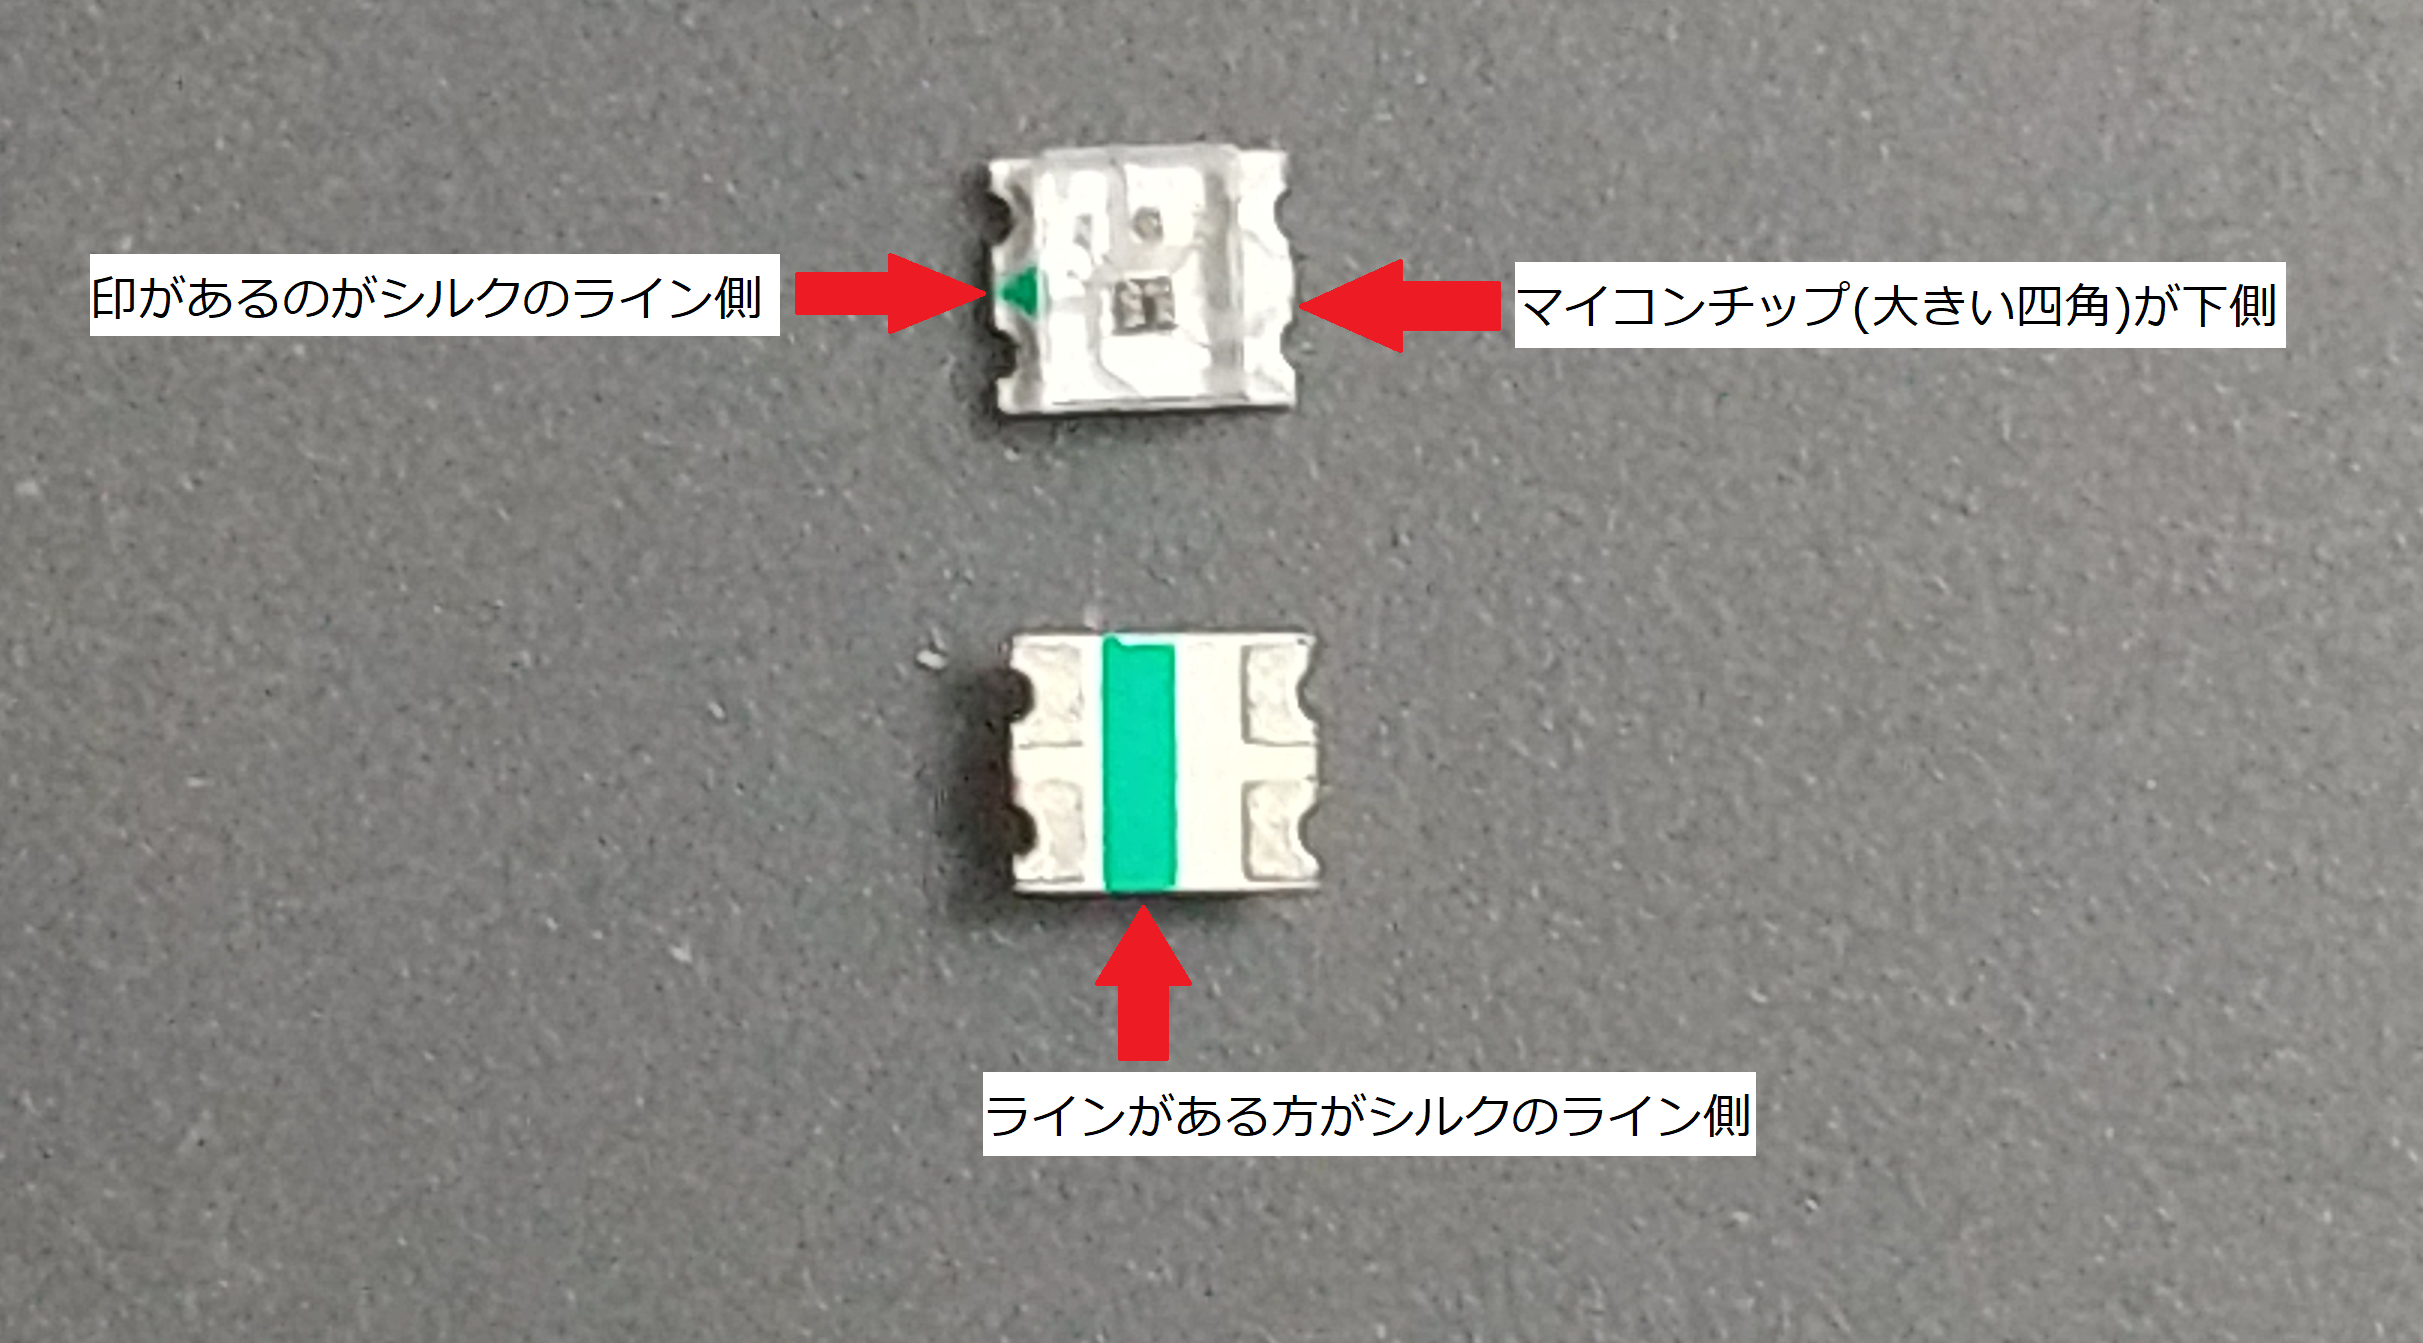 印があるのがシルクのライン側
マイコンチップ(大きい四角)が下側
ラインがある方がシルクのライン側